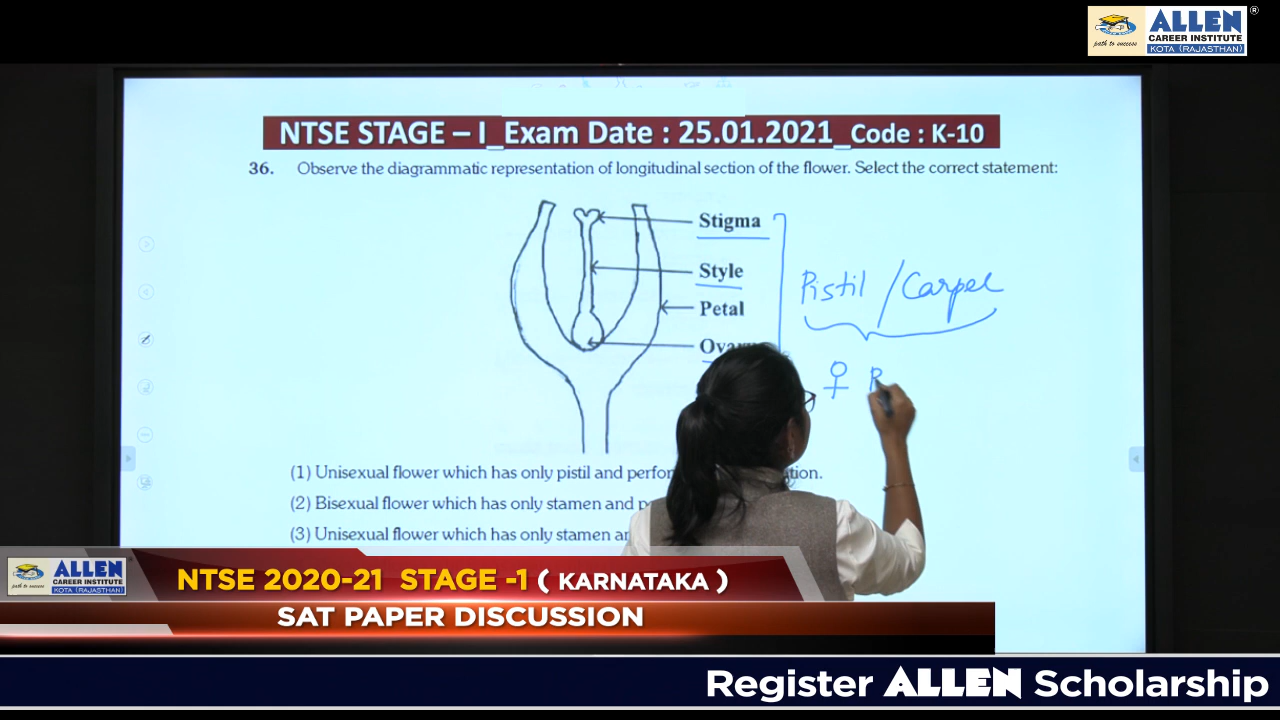 ALLEN
CAREER INSTITUTE
KOTA (RAJASTHAN)
path to success
®
NTSE STAGE – I_Exam Date : 25.01.2021_Code : K-10
36. Observe the diagrammatic representation of longitudinal section of the flower. Select the correct statement:
Stigma
Style
Petal
Pistil / Carpel
♀
(1) Unisexual flower which has only pistil and
(2) Bisexual flower which has only stamen and
(3) Unisexual flower which has only stamen
ALLEN
CAREER INSTITUTE
KOTA (RAJASTHAN)
path to success
NTSE 2020-21 STAGE -1 ( KARNATAKA )
SAT PAPER DISCUSSION
Register ALLEN Scholarship